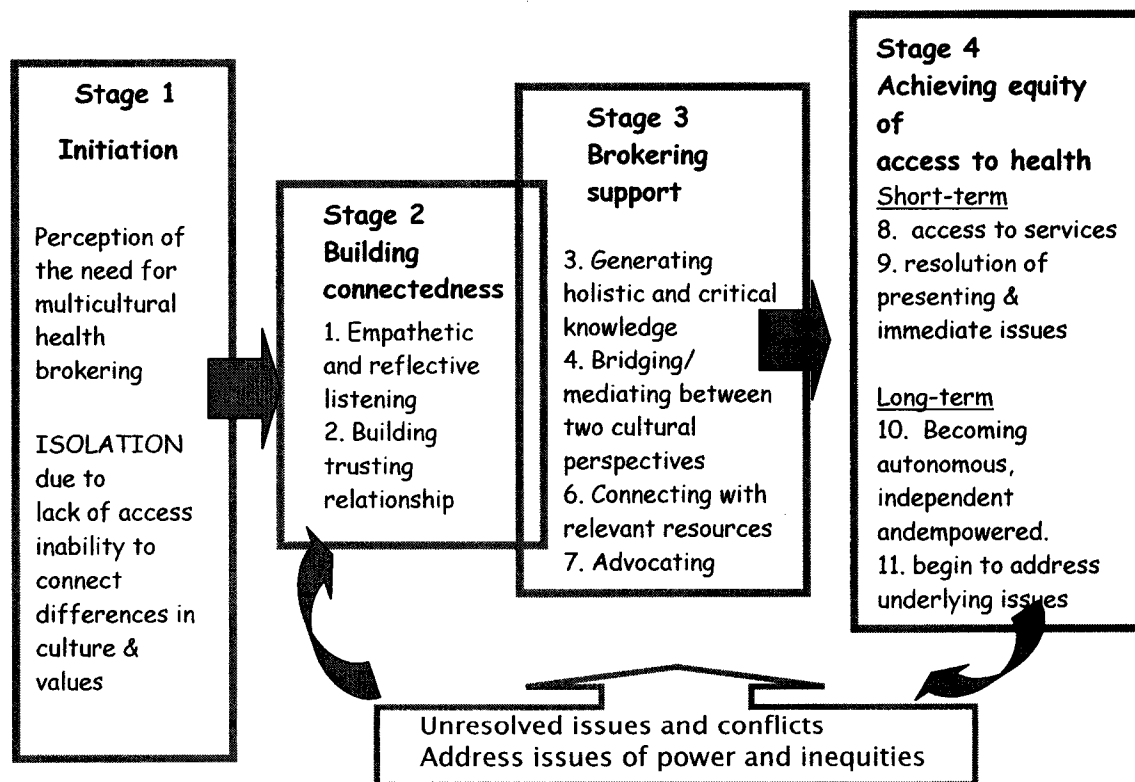 Stage 1
Initiation
Perception of
the need for
multicultural
health
brokering
ISOLATION
due to
lack of access
inability to
connect
differences in
culture &
values
Stage 2
Building
connectedness
1. Empathetic
and reflective
listening
2. Building
trusting
relationship
Stage 3
Brokering
support
3. Generating
holistic and critical
knowledge
4. Bridging/
mediating between
two cultural
perspectives
6. Connecting with
relevant resources
7. Advocating
Stage 4
Achieving equity
of
access to health
Short-term
8. access to services
9. resolution of
presenting &
immediate issues
Long-term
10. Becoming
autonomous,
independent
andempowered.
11. begin to address
underlying issues
Unresolved issues and conflicts
Address issues of power and inequities